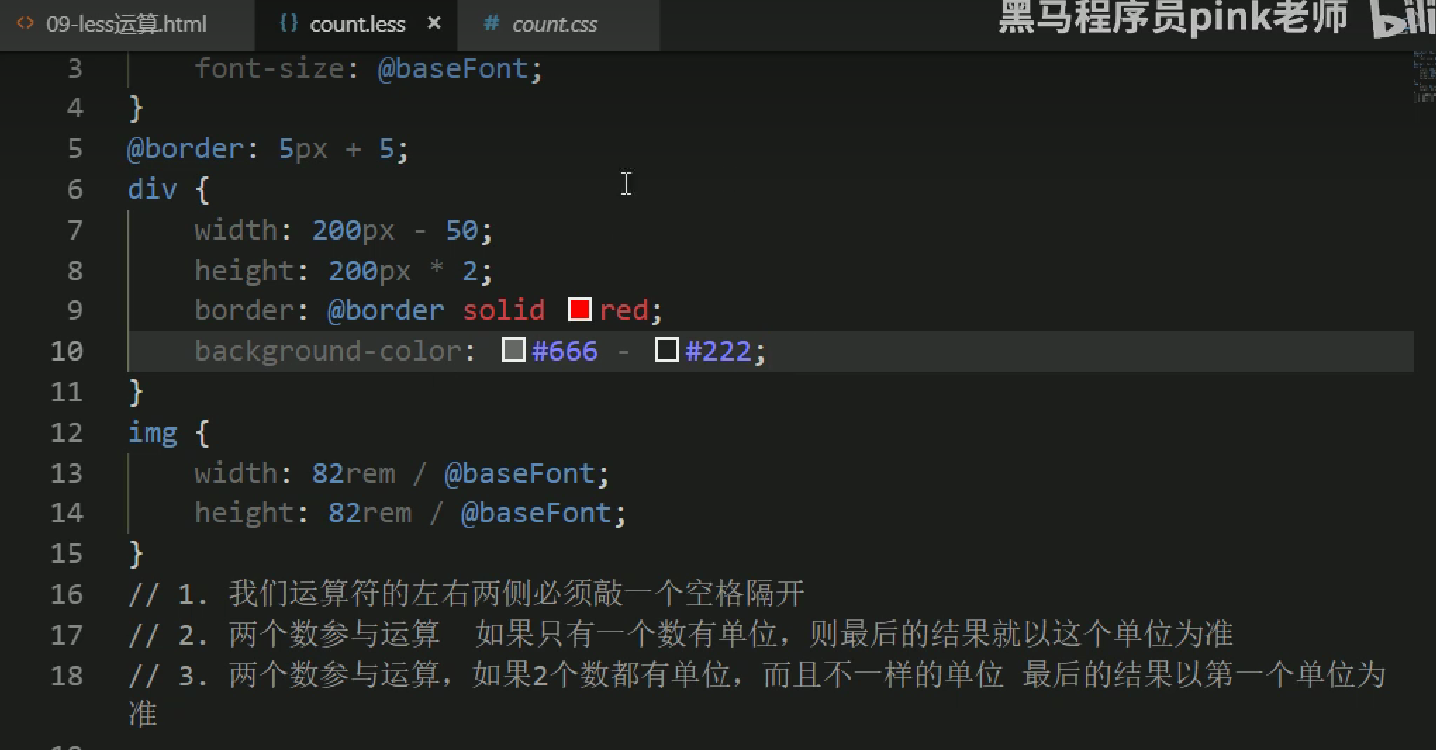 09-less运算.html count.less × count.css
黑马程序员pink老师
3 font-size: @baseFont;
4 }
5 @border: 5px + 5;
6 div {
7 width: 200px - 50;
8 height: 200px * 2;
9 border: @border solid red;
10 background-color: #666 - #222;
11 }
12 img {
13 width: 82rem / @baseFont;
14 height: 82rem / @baseFont;
15 }
16 // 1. 我们运算符的左右两侧必须敲一个空格隔开
17 // 2. 两个数参与运算 如果只有一个数有单位，则最后的结果就以这个单位为准
18 // 3. 两个数参与运算，如果2个数都有单位，而且不一样的单位 最后的结果以第一个单位为
准